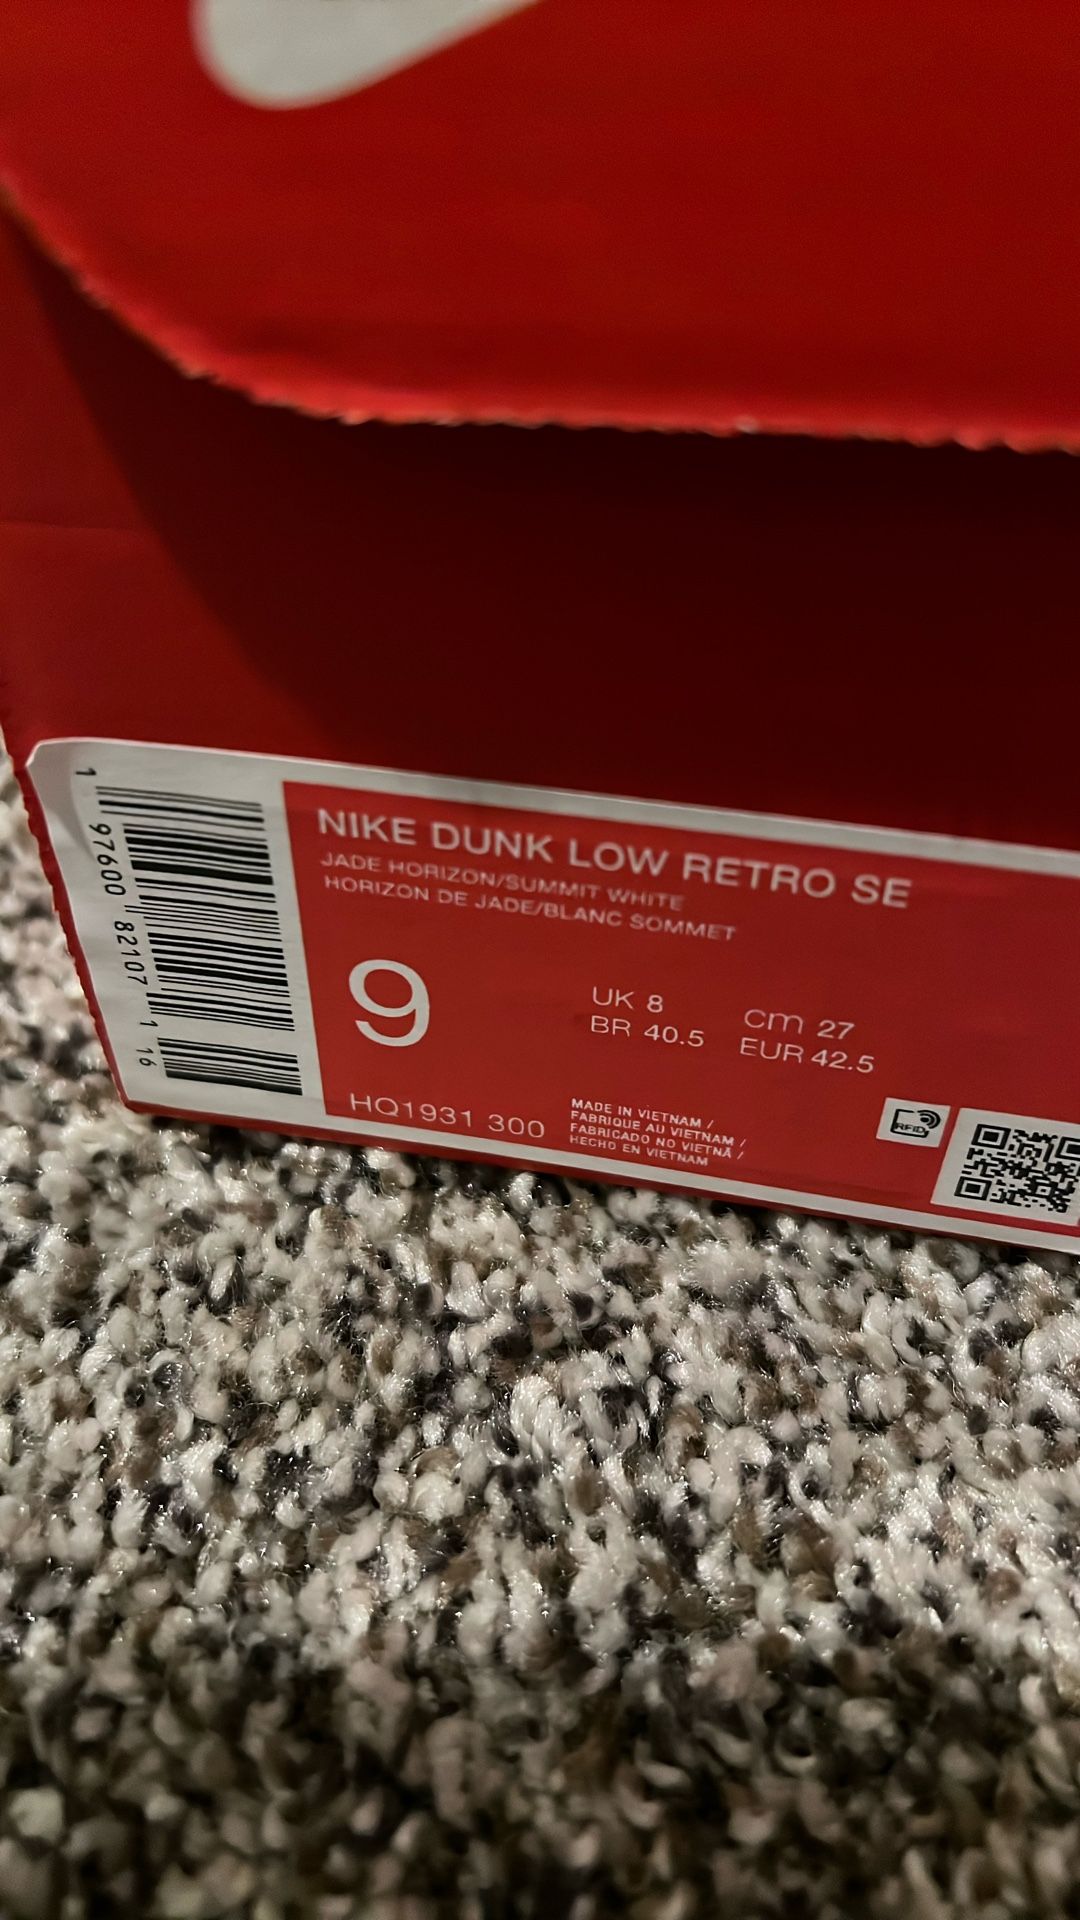 1 97600 82107 1 16
NIKE DUNK LOW RETRO SE
JADE HORIZON/SUMMIT WHITE
HORIZON DE JADE/BLANC SOMMET
9
UK 8
BR 40.5
cm 27
EUR 42.5
HQ1931 300
MADE IN VIETNAM /
FABRIQUE AU VIETNAM /
FABRICADO NO VIETNÃ /
HECHO EN VIETNAM
RFID